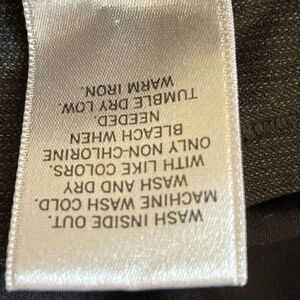 WASH INSIDE OUT.
MACHINE WASH COLD.
WASH AND DRY
WITH LIKE COLORS.
ONLY NON-CHLORINE
BLEACH WHEN
NEEDED.
TUMBLE DRY LOW.
WARM IRON.